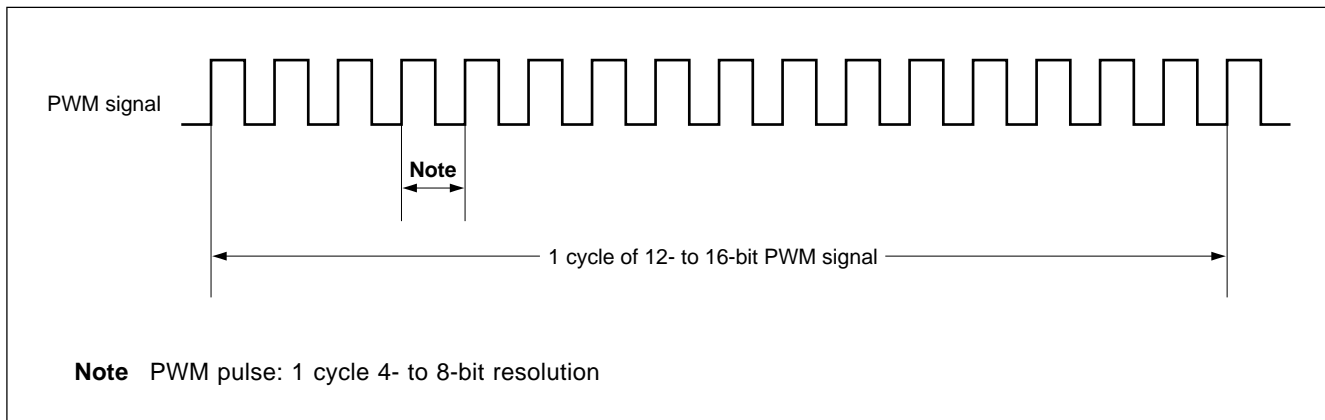 PWM signal
Note
1 cycle of 12- to 16-bit PWM signal
Note PWM pulse: 1 cycle 4- to 8-bit resolution